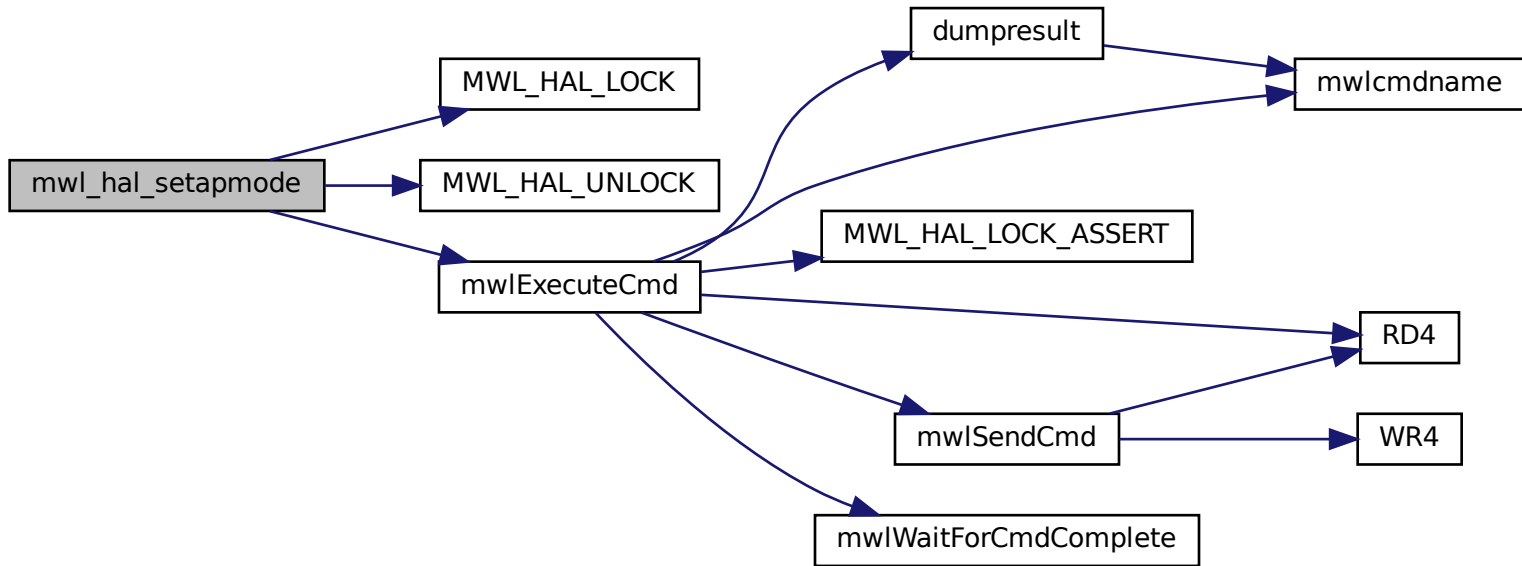 dumpresult
MWL_HAL_LOCK
mwlcmdname
mwl_hal_setapmode
MWL_HAL_UNLOCK
MWL_HAL_LOCK_ASSERT
mwlExecuteCmd
RD4
mwlSendCmd
WR4
mwlWaitForCmdComplete